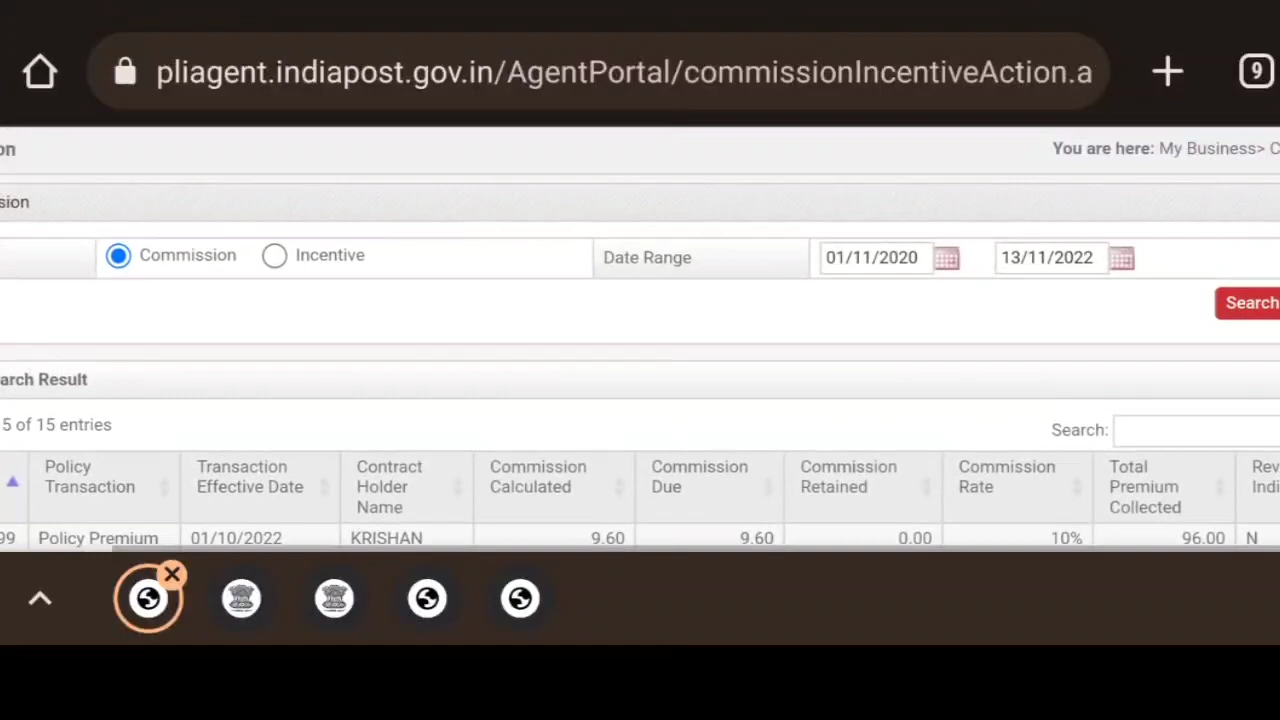 pliagent.indiapost.gov.in/AgentPortal/commissionIncentiveAction.a
9
on
You are here: My Business> C
sion
Commission
Incentive
Date Range
01/11/2020
13/11/2022
Search
arch Result
5 of 15 entries
Search:
Policy Transaction
Transaction Effective Date
Contract Holder Name
Commission Calculated
Commission Due
Commission Retained
Commission Rate
Total Premium Collected
Rev Indi
99 Policy Premium 01/10/2022 KRISHAN 9.60 9.60 0.00 10% 96.00 N